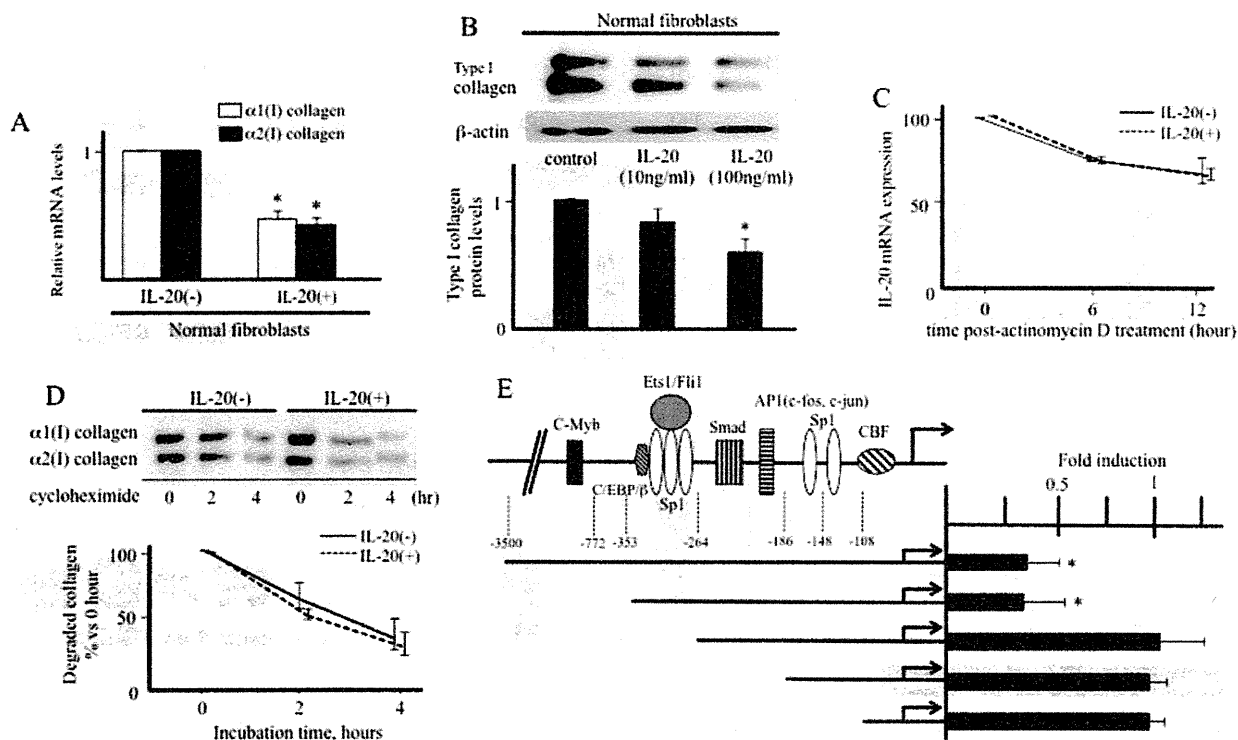 A
α1(I) collagen
α2(I) collagen
Relative mRNA levels
1
* *
IL-20(-) IL-20(+)
Normal fibroblasts
B
Normal fibroblasts
Type I
collagen
β-actin
control IL-20 IL-20
(10ng/ml) (100ng/ml)
Type I collagen
protein levels
1
*
0
C
IL-20(-)
IL-20(+)
IL-20 mRNA expression
100
50
0
0 6 12
time post-actinomycin D treatment (hour)
D
IL-20(-) IL-20(+)
α1(I) collagen
α2(I) collagen
cycloheximide 0 2 4 0 2 4 (hr)
IL-20(-)
IL-20(+)
Degraded collagen
% vs 0 hour
100
50
0
0 2 4
Incubation time, hours
E
Ets1/Fli1
C-Myb
Smad
AP1(c-fos, c-jun)
Sp1
CBF
C/EBP/β
Sp1
-3500 -772 -353 -264 -186 -148 -108
Fold induction
0.5 1
*
*